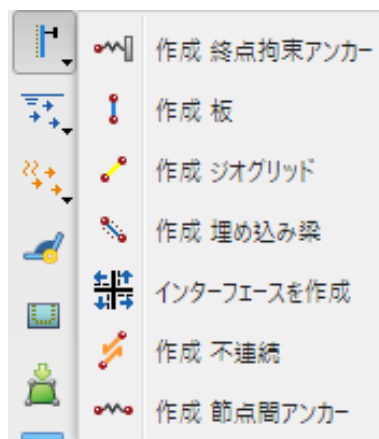 作成 終点拘束アンカー
作成 板
作成 ジオグリッド
作成 埋め込み梁
インターフェースを作成
作成 不連続
作成 節点間アンカー